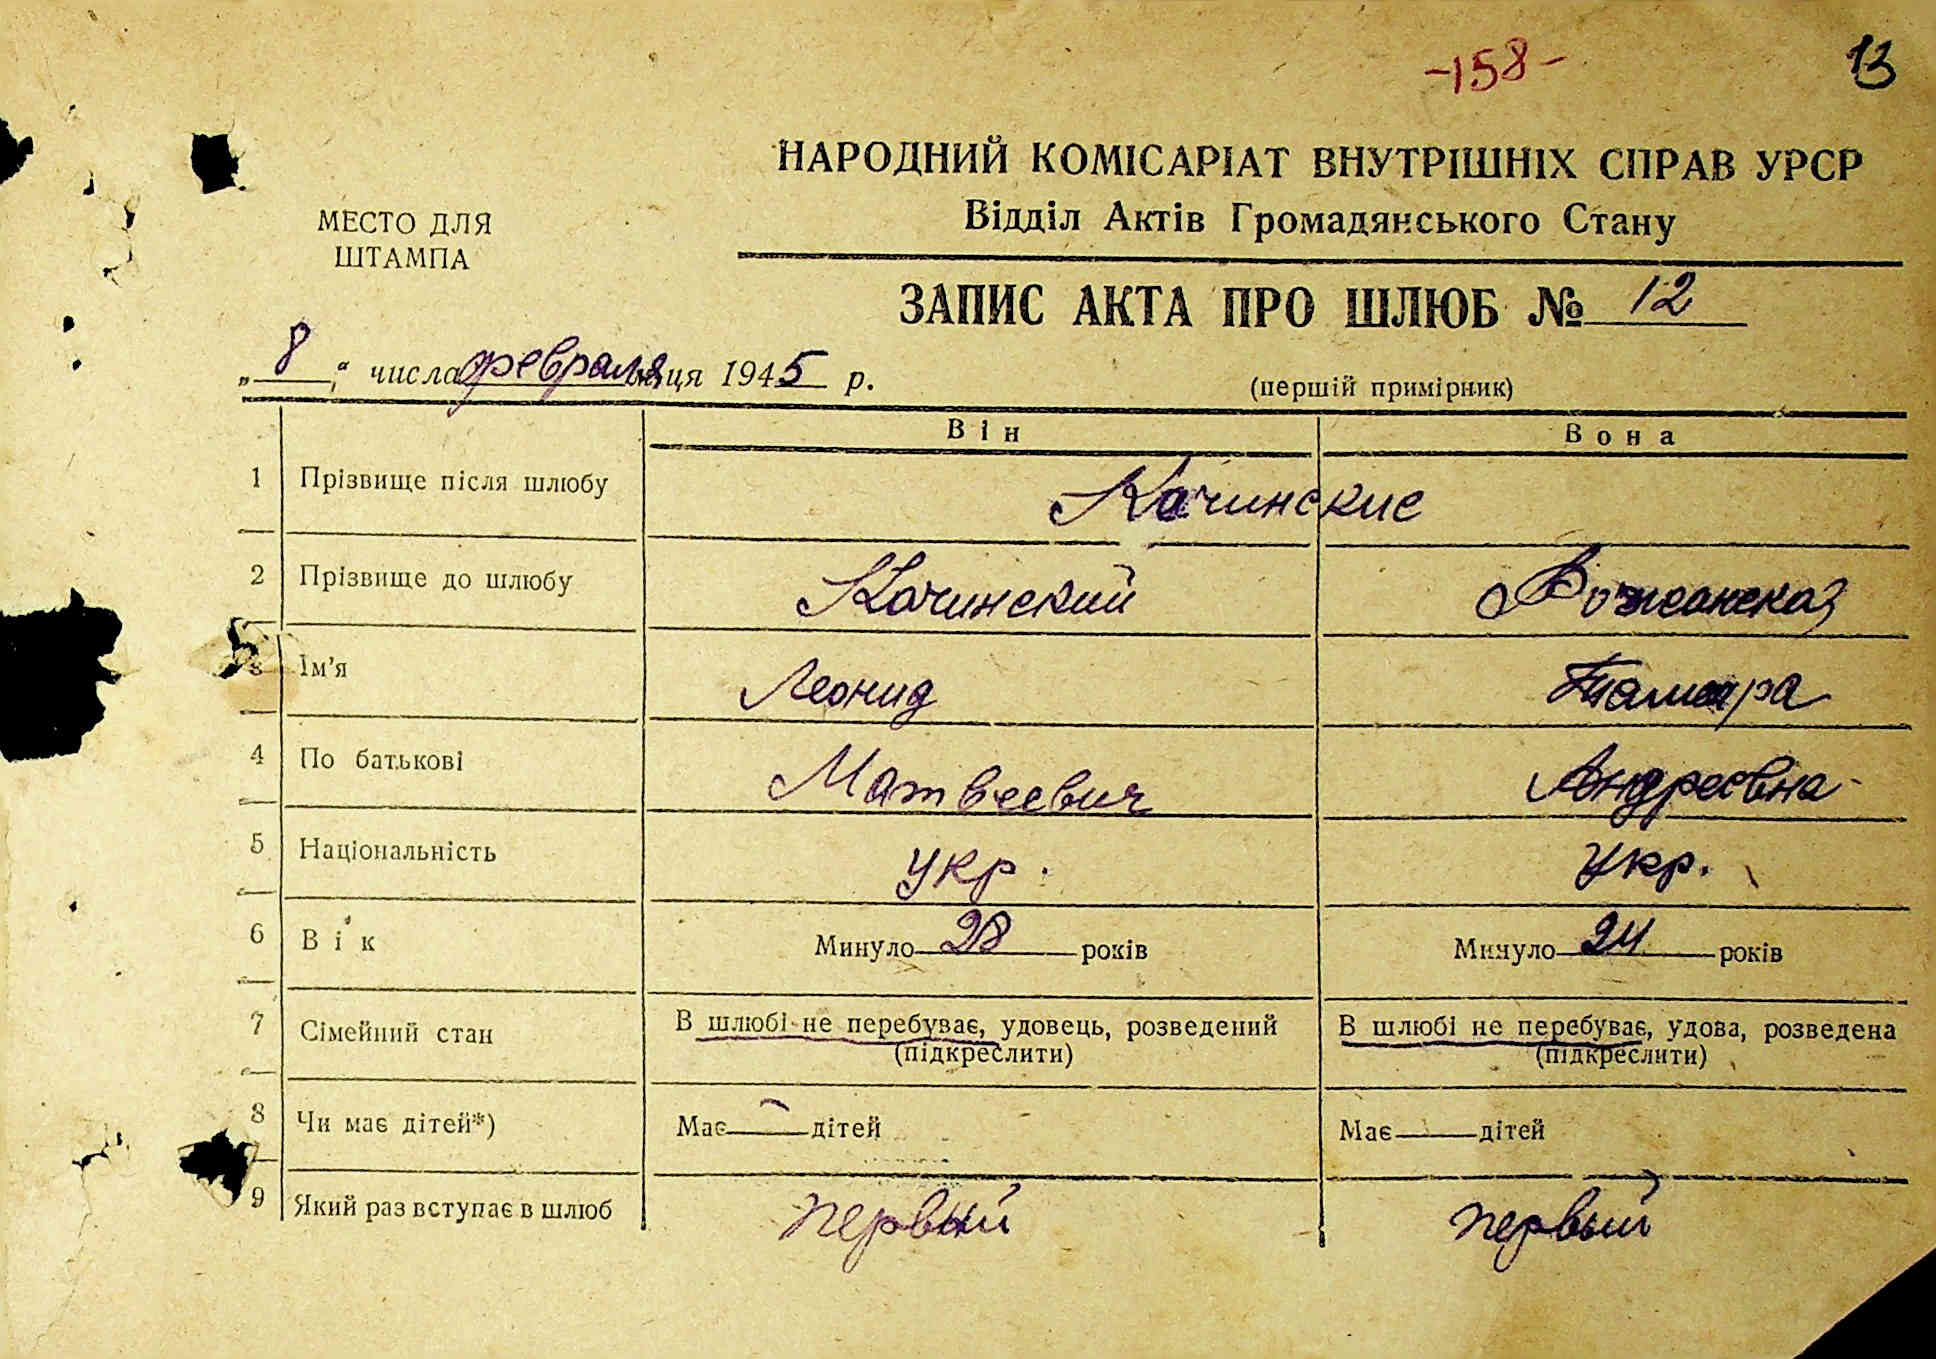 -158-
13
НАРОДНИЙ КОМІСАРІАТ ВНУТРІШНІХ СПРАВ УРСР
Відділ Актів Громадянського Стану
МЕСТО ДЛЯ
ШТАМПА
ЗАПИС АКТА ПРО ШЛЮБ № 12
„ 8 “ числа февраля місяця 1945 р.
(перший примірник)
Він Вона
1 Прізвище після шлюбу Качинские
2 Прізвище до шлюбу Качинский
3 Ім'я Леонид Тамара
4 По батькові Матвеевич Андреевна
5 Національність укр. укр.
6 Вік Минуло 28 років Минуло 24 років
7 Сімейний стан В шлюбі не перебуває, удовець, розведений В шлюбі не перебуває, удова, розведена
(підкреслити) (підкреслити)
8 Чи має дітей*) Має — дітей Має — дітей
9 Який раз вступає в шлюб первый первый